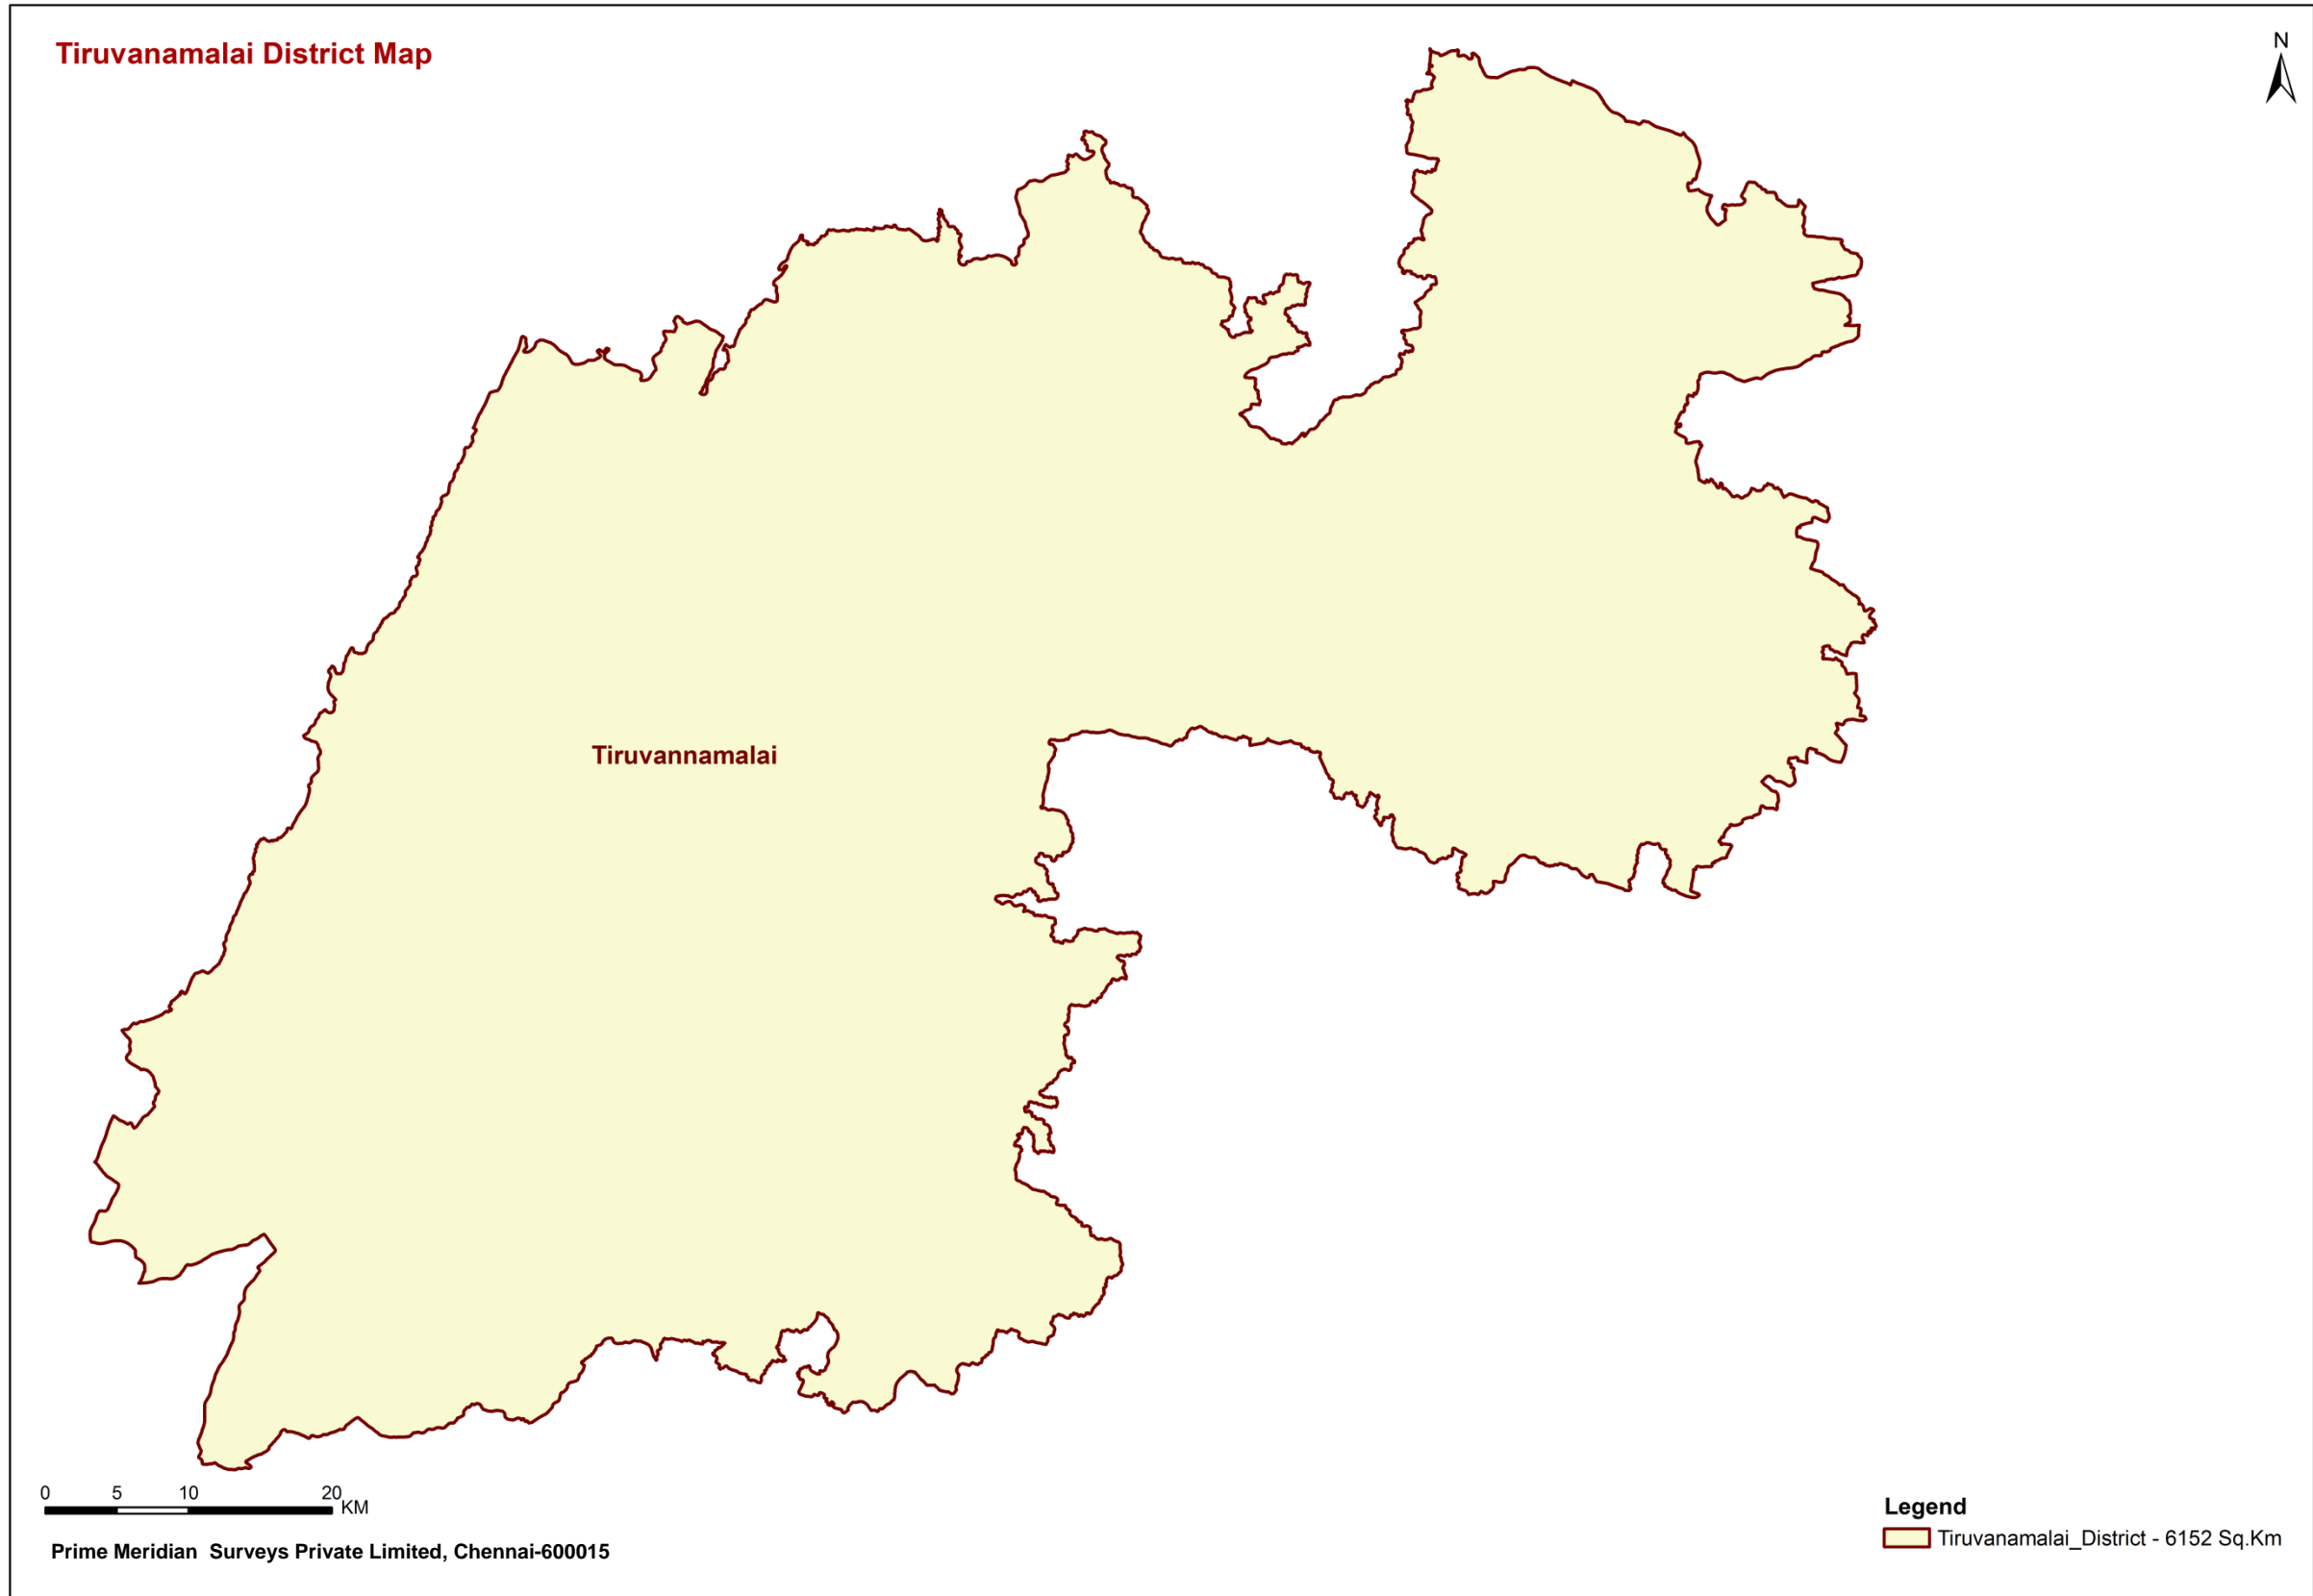 Tiruvanamalai District Map
N
Tiruvannamalai
0 5 10 20
KM
Legend
Tiruvanamalai_District - 6152 Sq.Km
Prime Meridian Surveys Private Limited, Chennai-600015